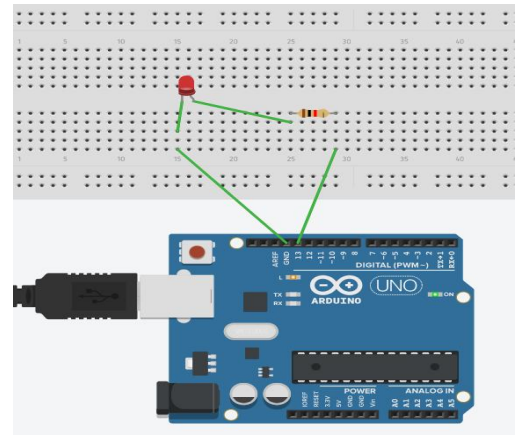 1 5 10 15 20 25 30 35 40
1 5 10 15 20 25 30 35 40
AREF
GND
13
12
~11
~10
~9
8
7
~6
~5
4
~3
2
TX→1
RX←0
L
DIGITAL (PWM~)
TX
RX
UNO
ON
ARDUINO
POWER
ANALOG IN
IOREF
RESET
3.3V
5V
GND
GND
Vin
A0
A1
A2
A3
A4
A5